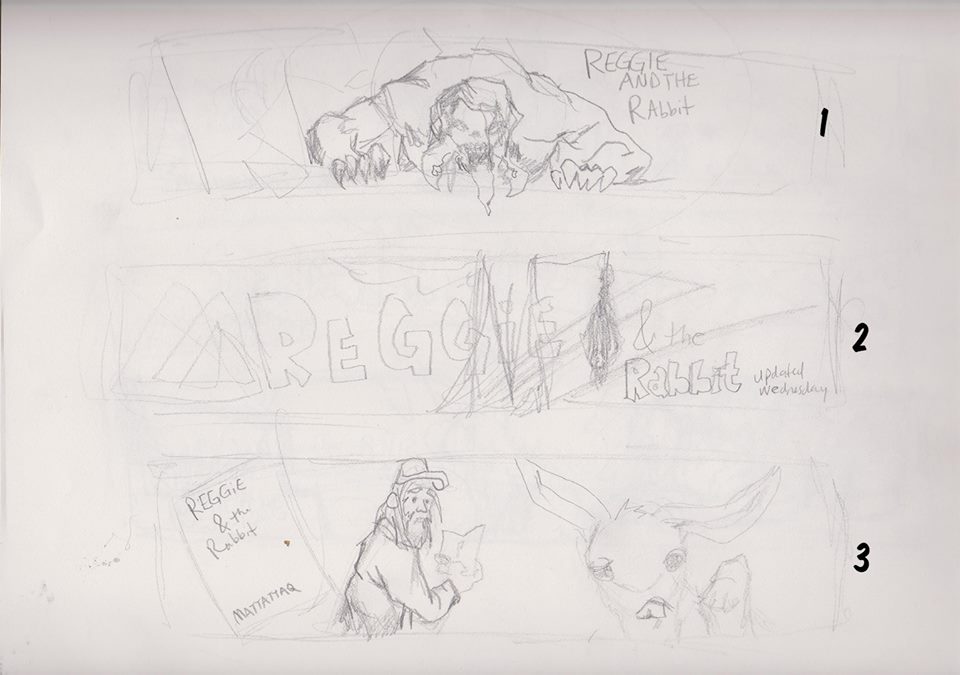 REGGIE
AND THE
RAbbit
1
REGGiE
& the
Rabbit
updated
wednesday
2
REGGiE
& the
Rabbit
MATTATTAQ
3